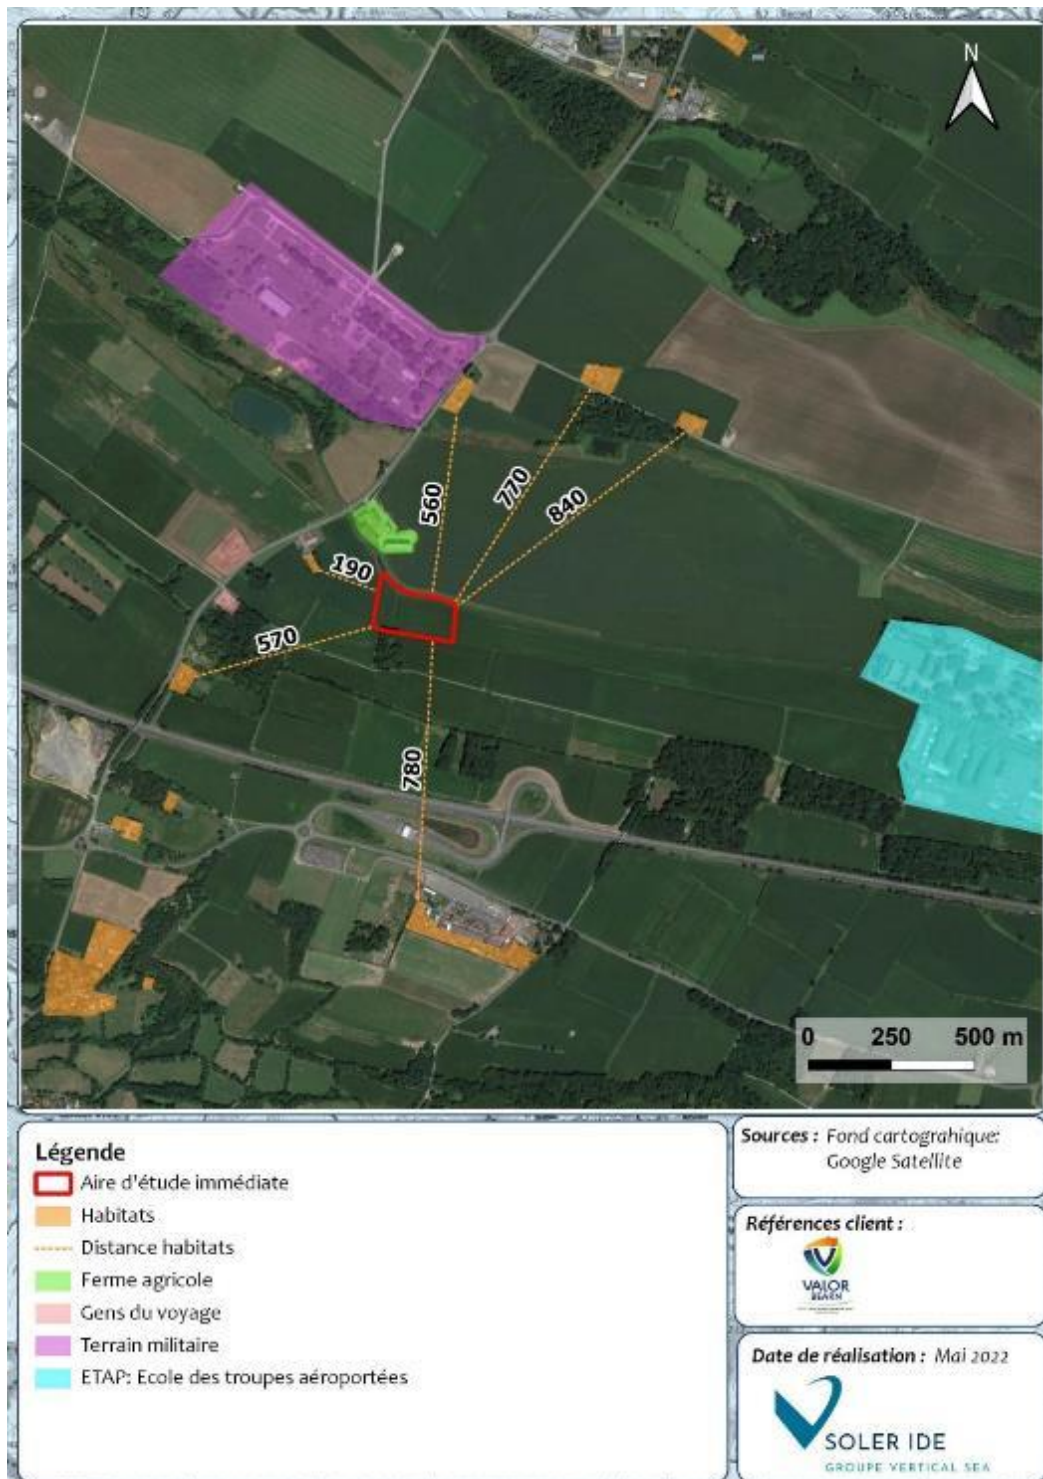 N
560
770
840
190
570
780
0 250 500 m
Légende
Aire d'étude immédiate
Habitats
Distance habitats
Ferme agricole
Gens du voyage
Terrain militaire
ETAP: Ecole des troupes aéroportées
Sources : Fond cartograhique:
Google Satellite
Références client :
VALOR
BEARN
Date de réalisation : Mai 2022
SOLER IDE
GROUPE VERTICAL SEA